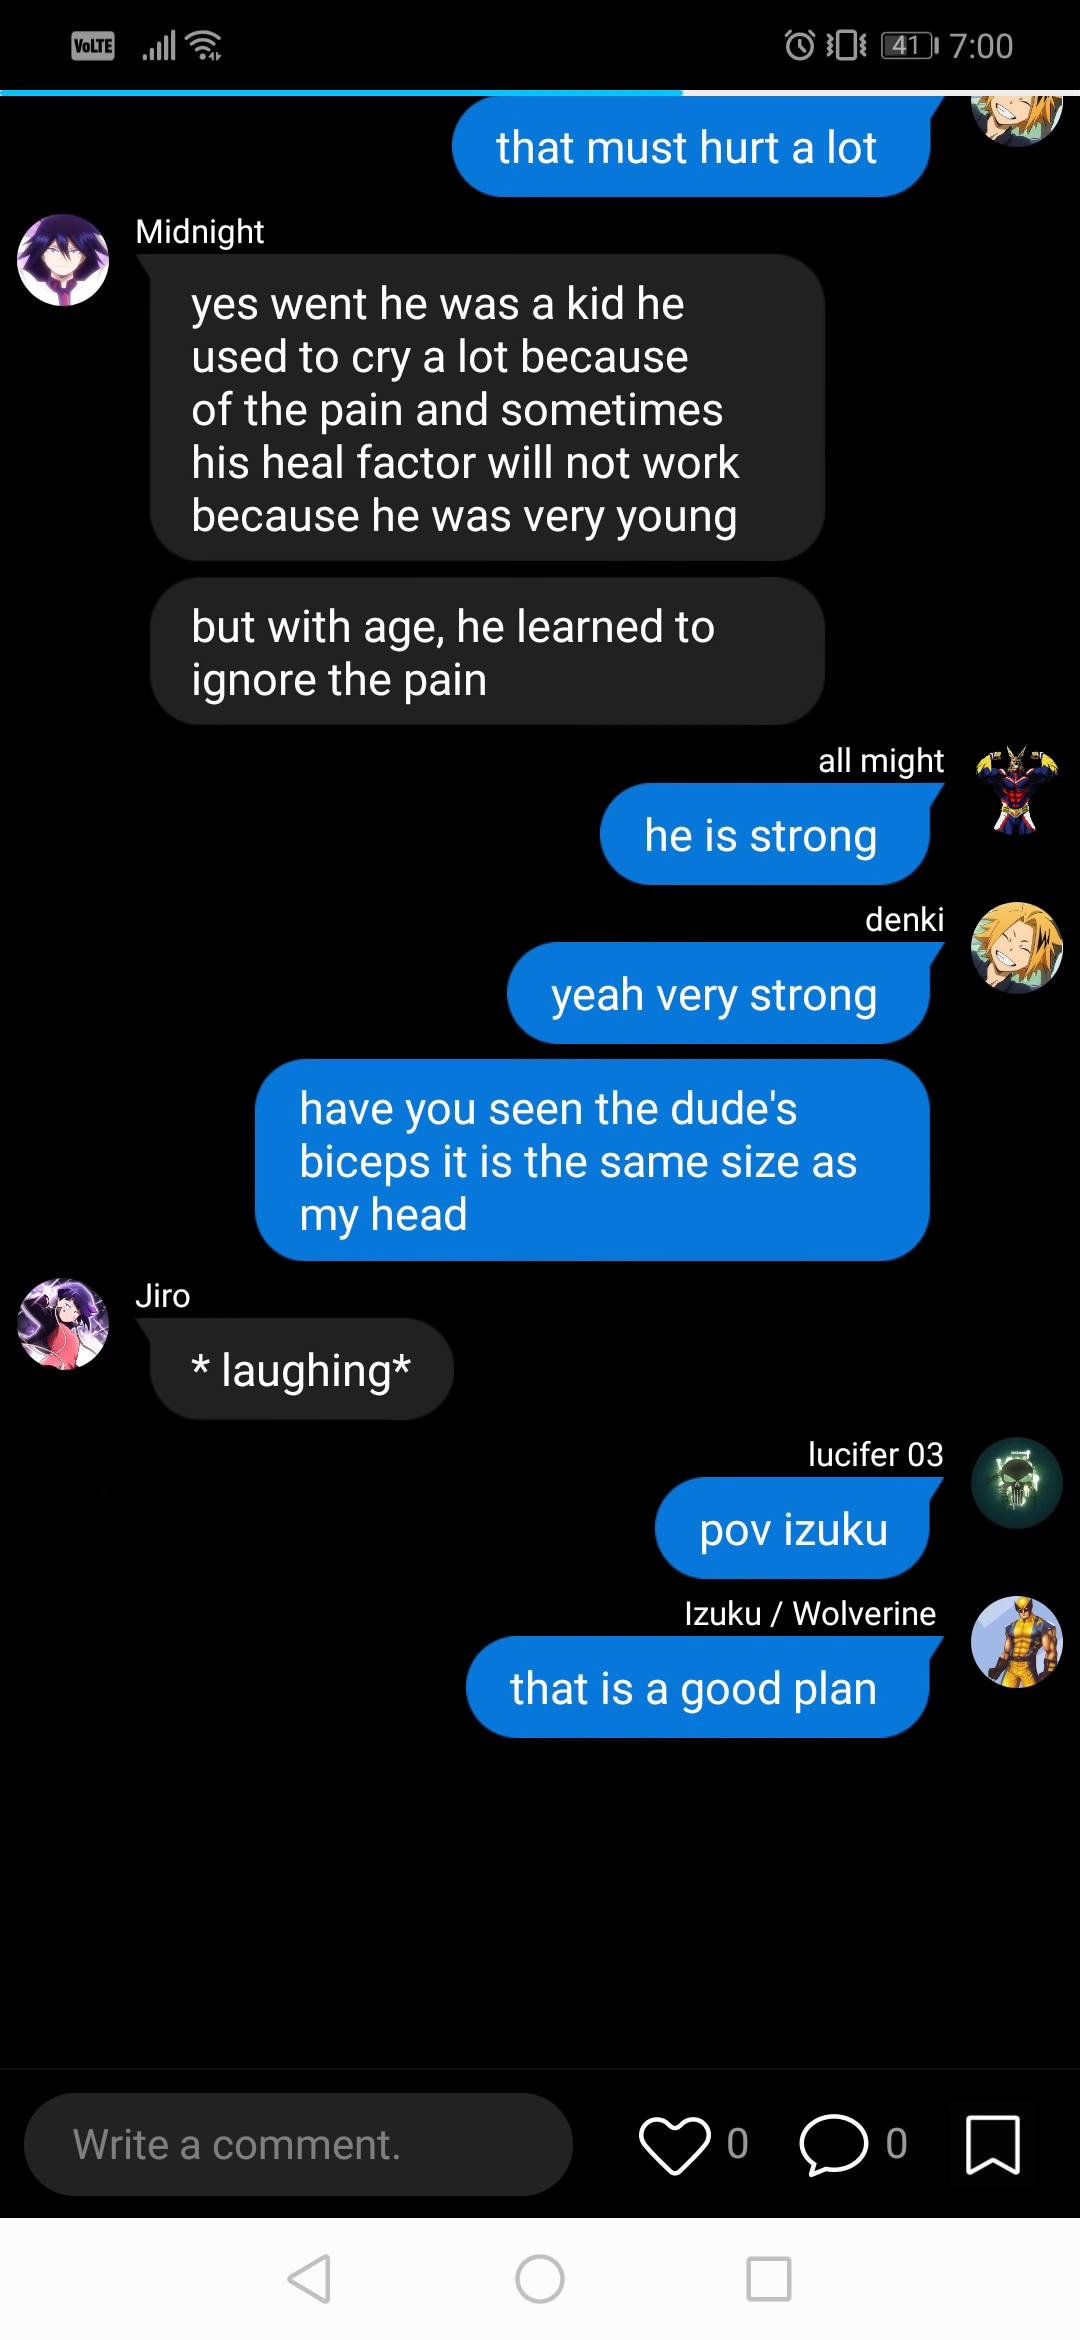 VoLTE 41 7:00
that must hurt a lot
Midnight
yes went he was a kid he
used to cry a lot because
of the pain and sometimes
his heal factor will not work
because he was very young
but with age, he learned to
ignore the pain
all might
he is strong
denki
yeah very strong
have you seen the dude's
biceps it is the same size as
my head
Jiro
* laughing*
lucifer 03
pov izuku
Izuku / Wolverine
that is a good plan
Write a comment. 0 0